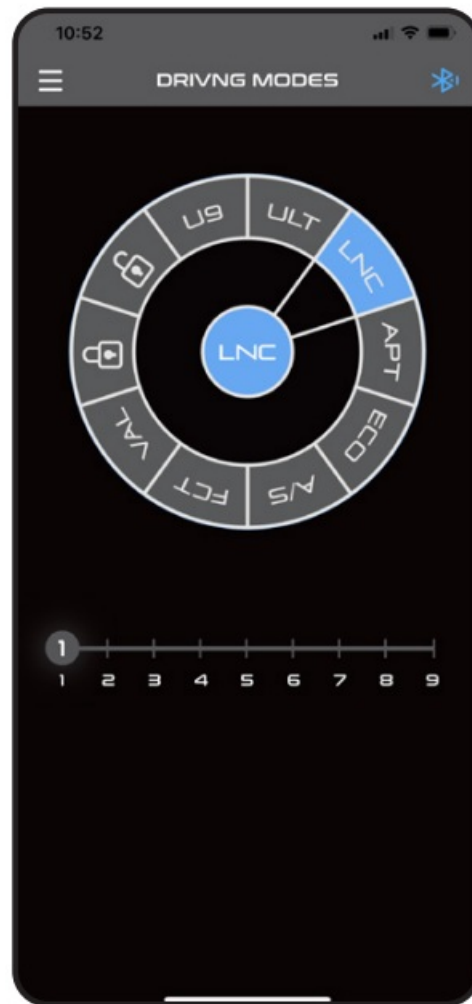 10:52
DRIVNG MODES
U9
ULT
LNC
APT
ECO
A/S
FCT
VAL
LNC
1
1 2 3 4 5 6 7 8 9